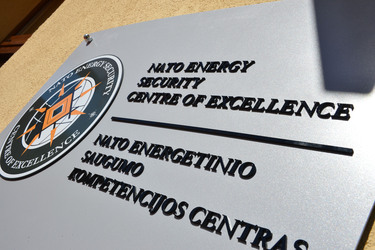 NATO ENERGY SECURITY
CENTRE OF EXCELLENCE
NATO ENERGY
SECURITY
CENTRE OF EXCELLENCE
NATO ENERGETINIO
SAUGUMO
KOMPETENCIJOS CENTRAS